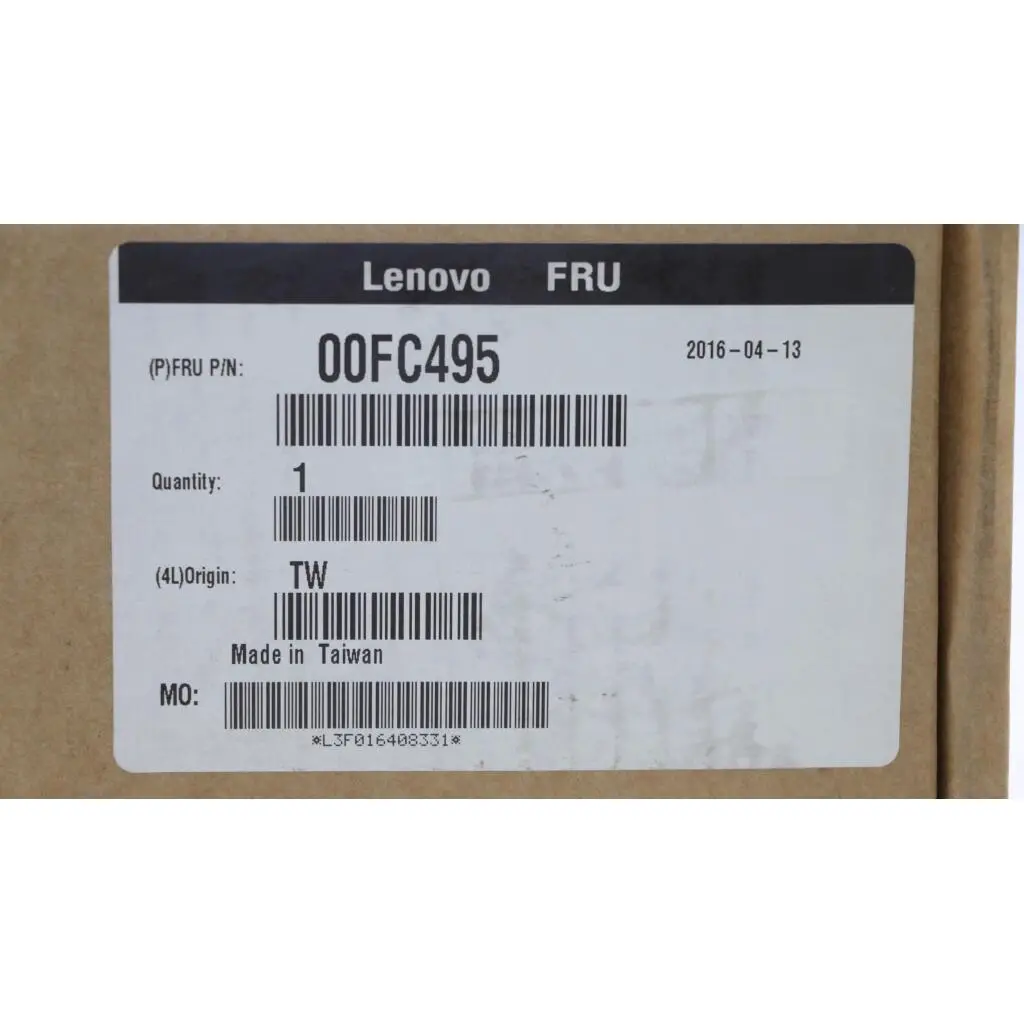 Lenovo FRU
(P)FRU P/N: 00FC495 2016-04-13
Quantity: 1
(4L)Origin: TW
Made in Taiwan
MO:
*L3F016408331*